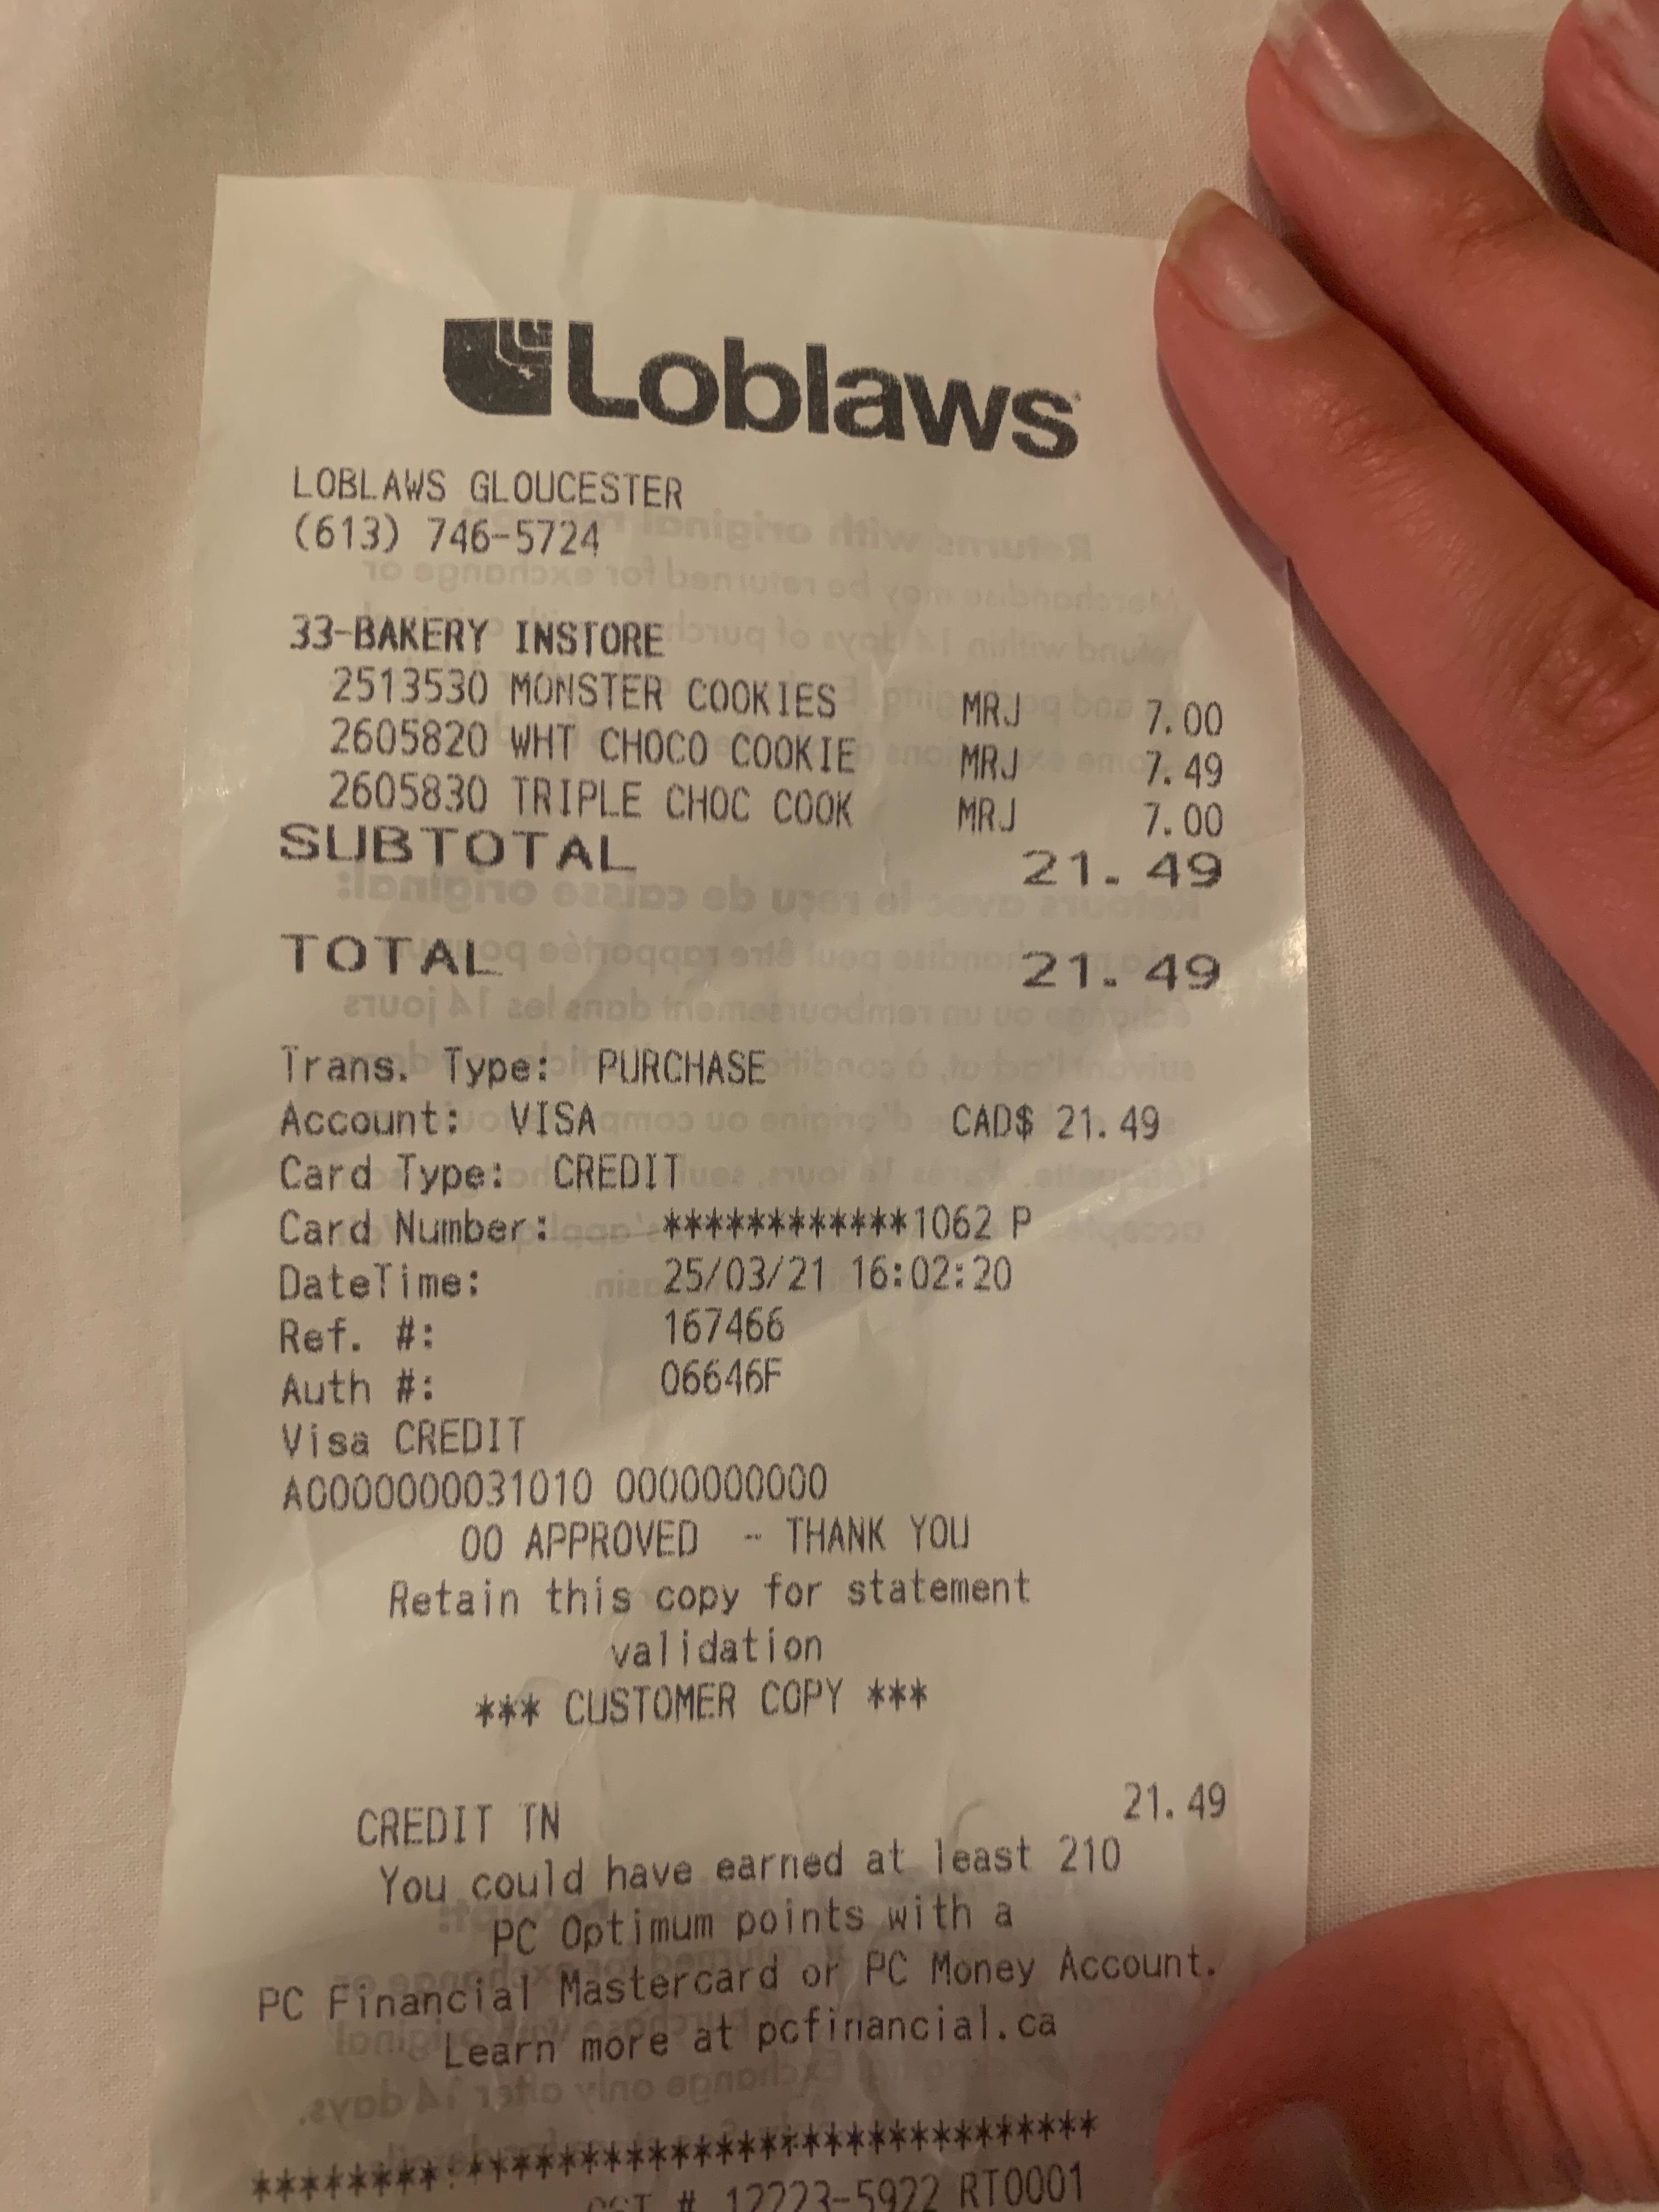 Loblaws
LOBLAWS GLOUCESTER
(613) 746-5724
33-BAKERY INSTORE
2513530 MONSTER COOKIES MRJ 7.00
2605820 WHT CHOCO COOKIE MRJ 7.49
2605830 TRIPLE CHOC COOK MRJ 7.00
SUBTOTAL 21.49
TOTAL 21.49
Trans. Type: PURCHASE
Account: VISA CAD$ 21.49
Card Type: CREDIT
Card Number: ************1062 P
DateTime: 25/03/21 16:02:20
Ref. #: 167466
Auth #: 06646F
Visa CREDIT
A0000000031010 0000000000
00 APPROVED - THANK YOU
Retain this copy for statement
validation
*** CUSTOMER COPY ***
CREDIT TN 21.49
You could have earned at least 210
PC Optimum points with a
PC Financial Mastercard or PC Money Account.
Learn more at pcfinancial.ca
# 12223-5922 RT0001